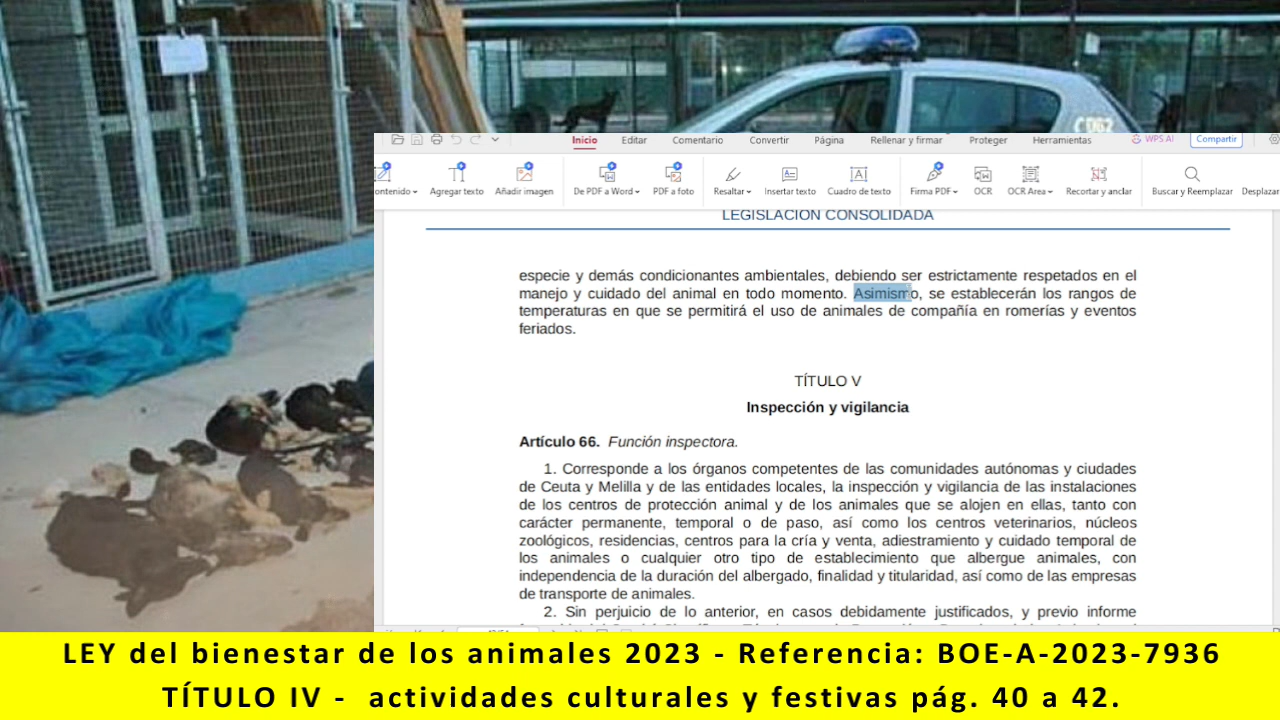 Inicio Editar Comentario Convertir Página Rellenar y firmar Proteger Herramientas WPS AI Compartir
ontenido Agregar texto Añadir imagen De PDF a Word PDF a foto Resaltar Insertar texto Cuadro de texto Firma PDF OCR OCR Area Recortar y anclar Buscar y Reemplazar Desplaza
LEGISLACIÓN CONSOLIDADA
especie y demás condicionantes ambientales, debiendo ser estrictamente respetados en el
manejo y cuidado del animal en todo momento. Asimismo, se establecerán los rangos de
temperaturas en que se permitirá el uso de animales de compañía en romerías y eventos
feriados.
TÍTULO V
Inspección y vigilancia
Artículo 66. Función inspectora.
1. Corresponde a los órganos competentes de las comunidades autónomas y ciudades
de Ceuta y Melilla y de las entidades locales, la inspección y vigilancia de las instalaciones
de los centros de protección animal y de los animales que se alojen en ellas, tanto con
carácter permanente, temporal o de paso, así como los centros veterinarios, núcleos
zoológicos, residencias, centros para la cría y venta, adiestramiento y cuidado temporal de
los animales o cualquier otro tipo de establecimiento que albergue animales, con
independencia de la duración del albergado, finalidad y titularidad, así como de las empresas
de transporte de animales.
2. Sin perjuicio de lo anterior, en casos debidamente justificados, y previo informe
LEY del bienestar de los animales 2023 - Referencia: BOE-A-2023-7936
TÍTULO IV - actividades culturales y festivas pág. 40 a 42.